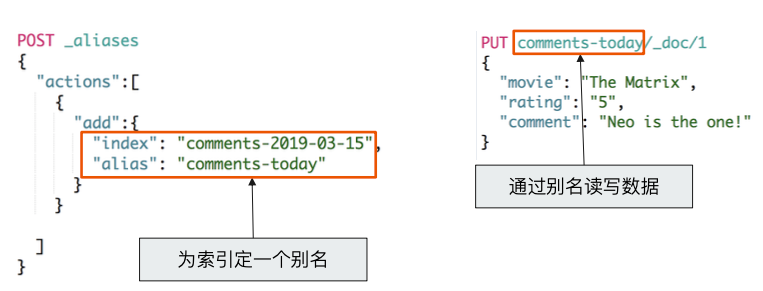 POST _aliases
{
"actions":[
{
"add":{
"index": "comments-2019-03-15",
"alias": "comments-today"
}
}
]
}
为索引定一个别名
PUT comments-today/_doc/1
{
"movie": "The Matrix",
"rating": "5",
"comment": "Neo is the one!"
}
通过别名读写数据